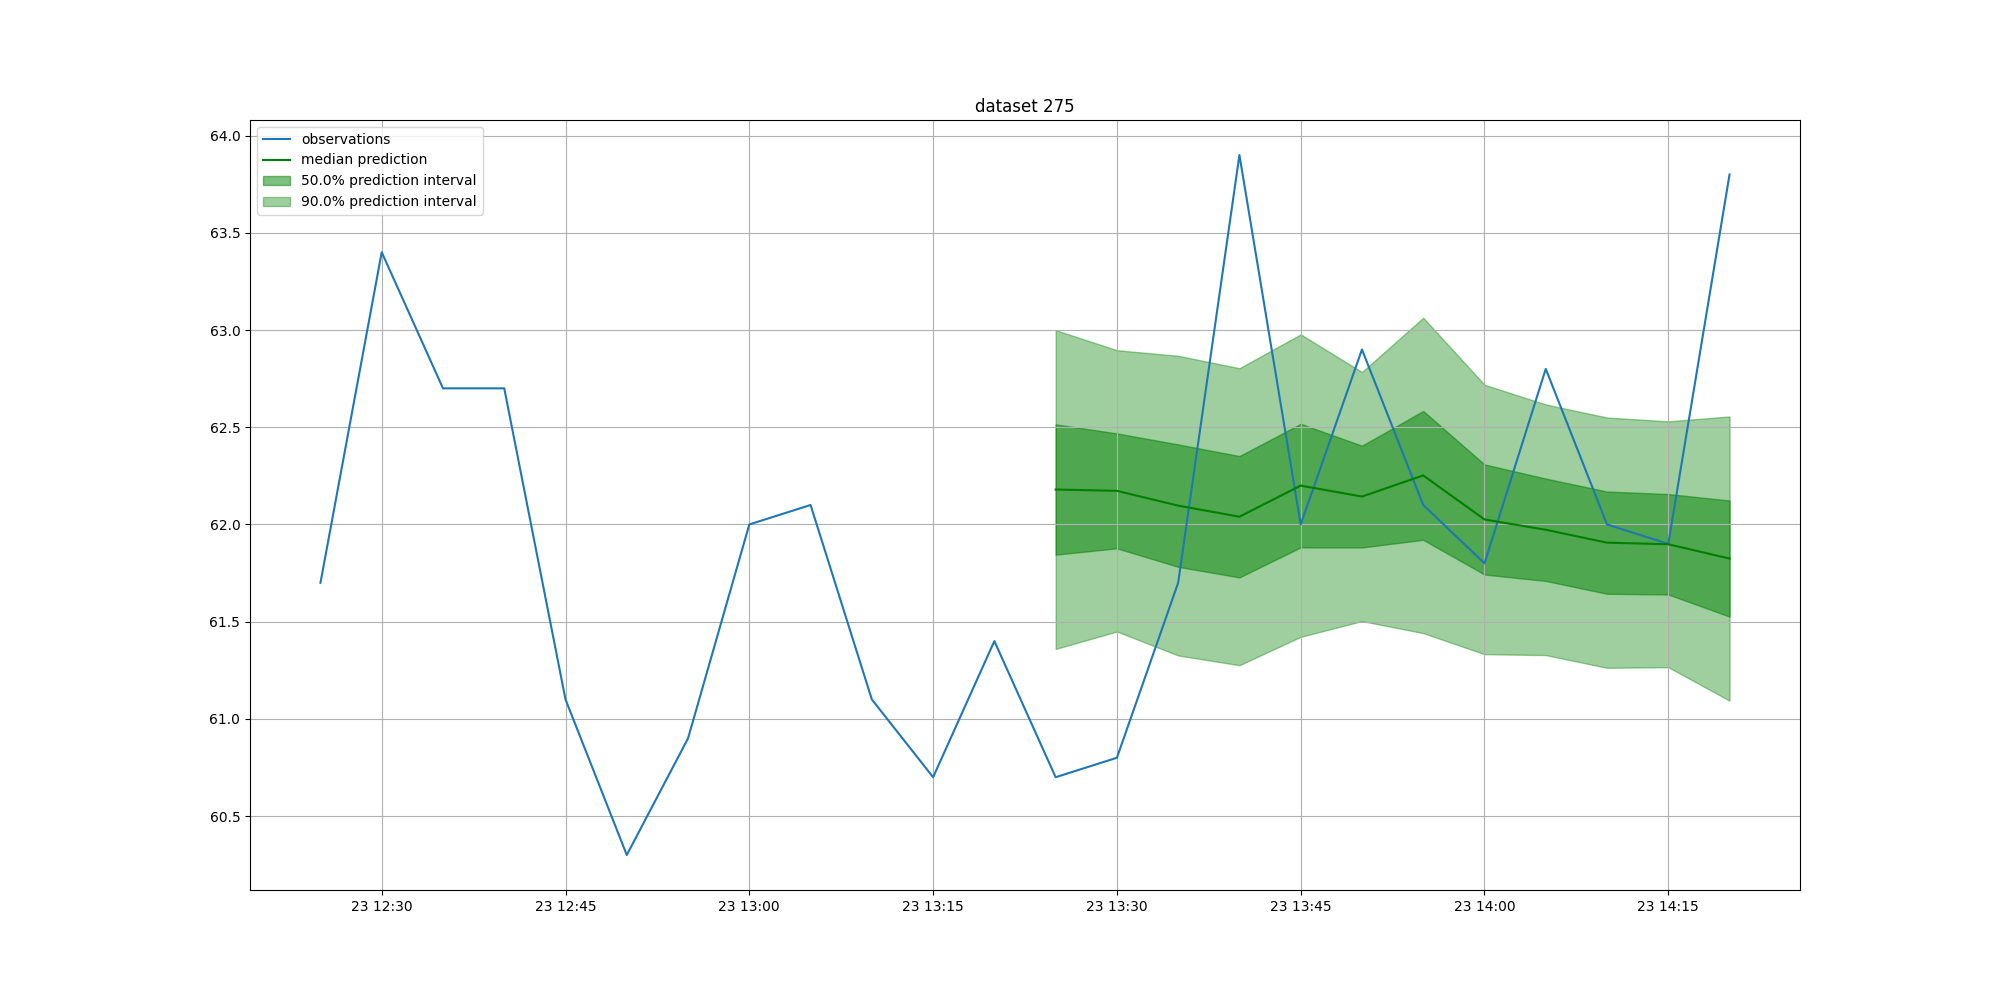 dataset 275
observations
median prediction
50.0% prediction interval
90.0% prediction interval
64.0
63.5
63.0
62.5
62.0
61.5
61.0
60.5
23 12:30 23 12:45 23 13:00 23 13:15 23 13:30 23 13:45 23 14:00 23 14:15